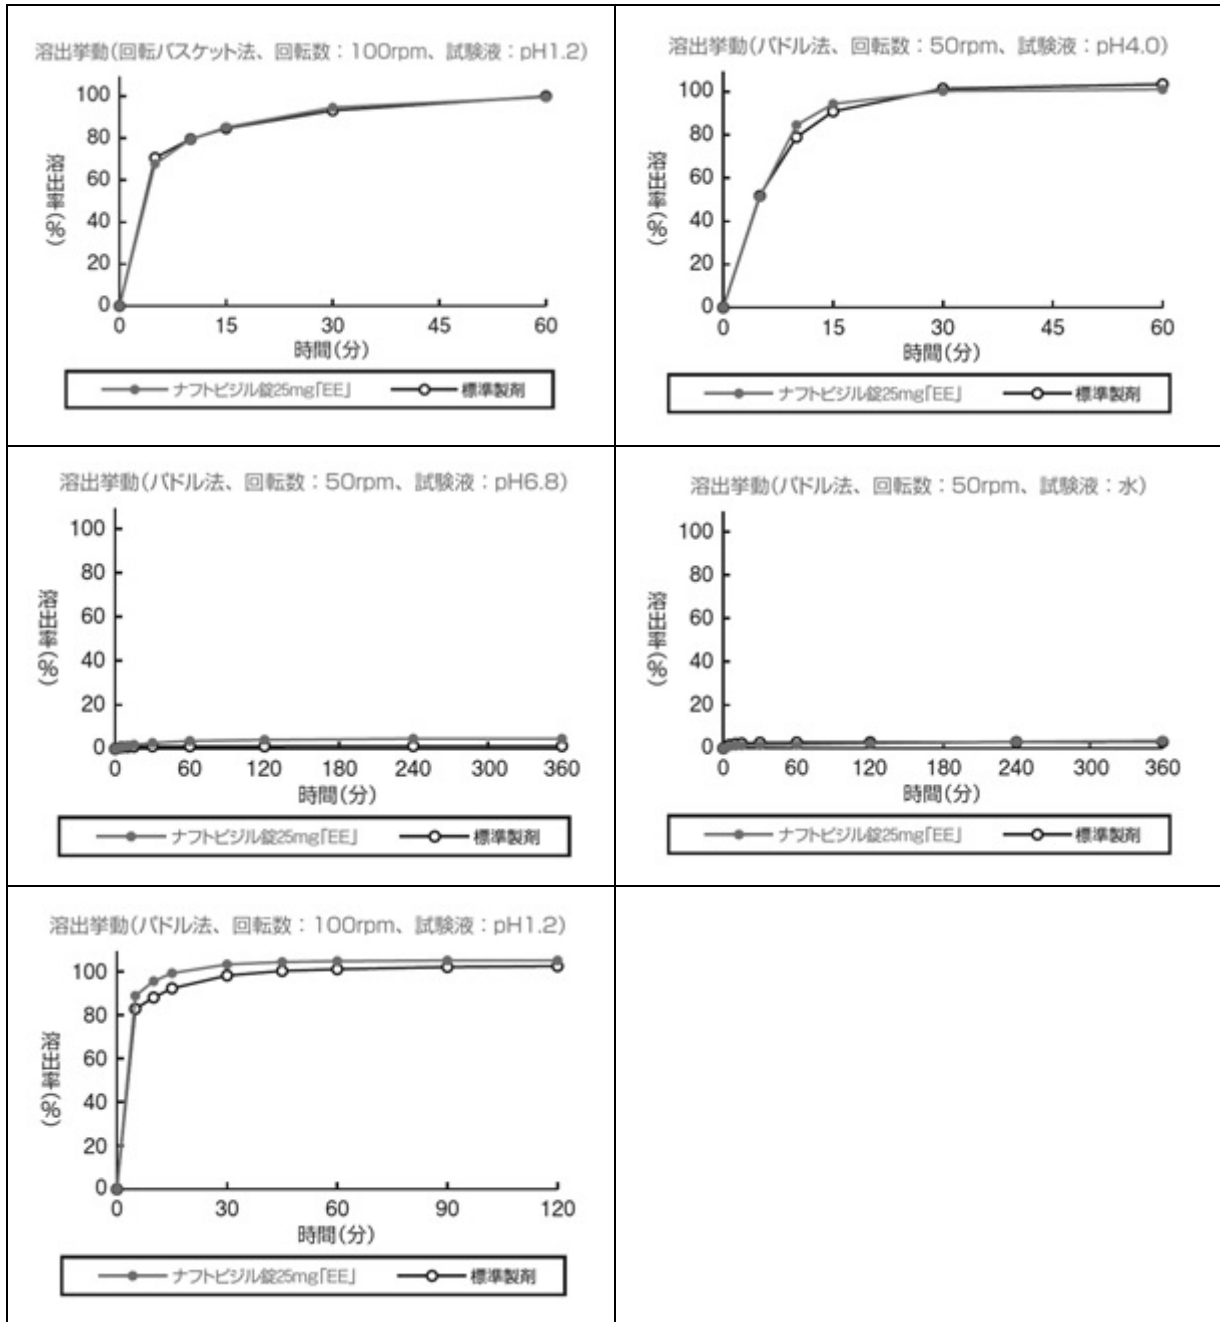 溶出挙動(回転バスケット法、回転数：100rpm、試験液：pH1.2)
100
80
60
40
20
0
溶出率(%)
0 15 30 45 60
時間(分)
ナフトピジル錠25mg「EE」 標準製剤
溶出挙動(パドル法、回転数：50rpm、試験液：pH4.0)
100
80
60
40
20
0
溶出率(%)
0 15 30 45 60
時間(分)
ナフトピジル錠25mg「EE」 標準製剤
溶出挙動(パドル法、回転数：50rpm、試験液：pH6.8)
100
80
60
40
20
0
溶出率(%)
0 60 120 180 240 300 360
時間(分)
ナフトピジル錠25mg「EE」 標準製剤
溶出挙動(パドル法、回転数：50rpm、試験液：水)
100
80
60
40
20
0
溶出率(%)
0 60 120 180 240 300 360
時間(分)
ナフトピジル錠25mg「EE」 標準製剤
溶出挙動(パドル法、回転数：100rpm、試験液：pH1.2)
100
80
60
40
20
0
溶出率(%)
0 30 60 90 120
時間(分)
ナフトピジル錠25mg「EE」 標準製剤